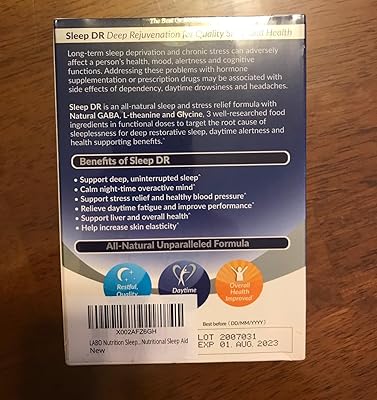 The Best
Sleep DR Deep Rejuvenation for Quality Sleep and Health
Long-term sleep deprivation and chronic stress can adversely
affect a person's health, mood, alertness and cognitive
functions. Addressing these problems with hormone
supplementation or prescription drugs may be associated with
side effects of dependency, daytime drowsiness and headaches.
Sleep DR is an all-natural sleep and stress relief formula with
Natural GABA, L-theanine and Glycine, 3 well-researched food
ingredients in functional doses to target the root cause of
sleeplessness for deep restorative sleep, daytime alertness and
health supporting benefits.^
Benefits of Sleep DR
• Support deep, uninterrupted sleep^
• Calm night-time overactive mind^
• Support stress relief and healthy blood pressure^
• Relieve daytime fatigue and improve performance^
• Support liver and overall health^
• Help increase skin elasticity^
All-Natural Unparalleled Formula
Restful, Quality
Daytime
Overall Health Improved
X002AFZ6GH
LABO Nutrition Sleep...Nutritional Sleep Aid
New
Best before (DD/MM/YYYY)
LOT 2007031
EXP 01. AUG. 2023